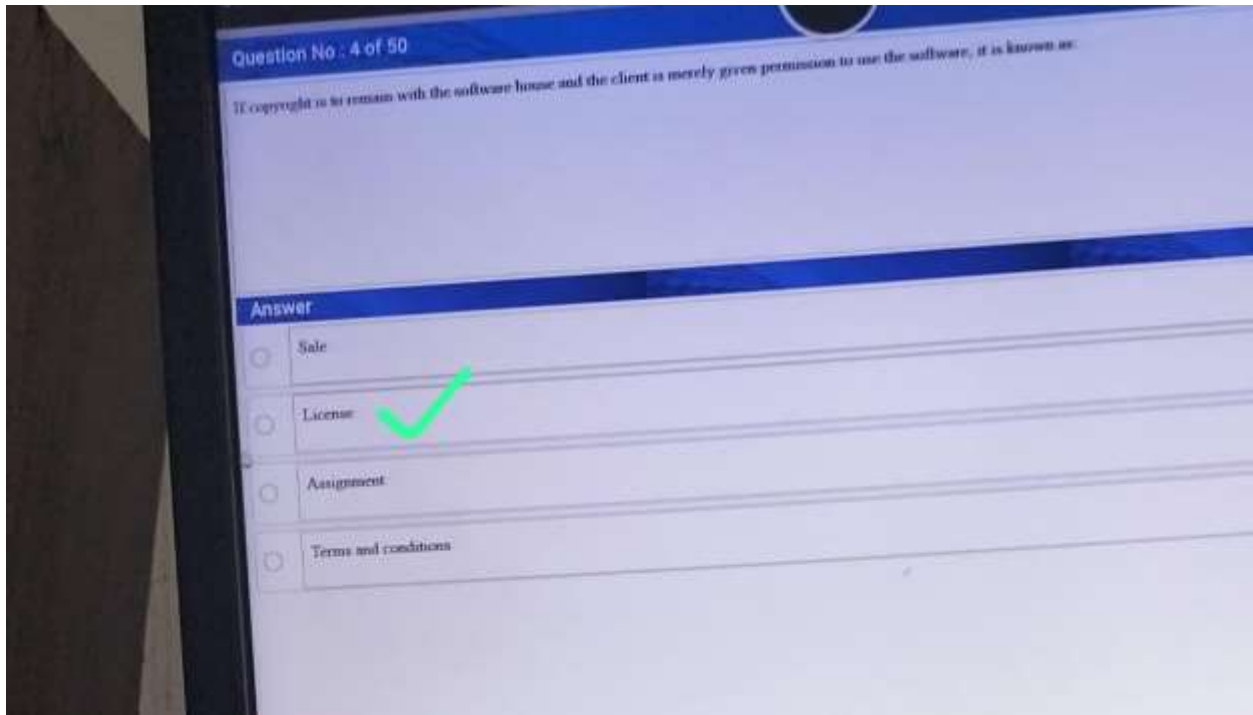 Question No : 4 of 50
If copyright is to remain with the software house and the client is merely given permission to use the software, it is known as:
Answer
Sale
License
Assignment
Terms and conditions